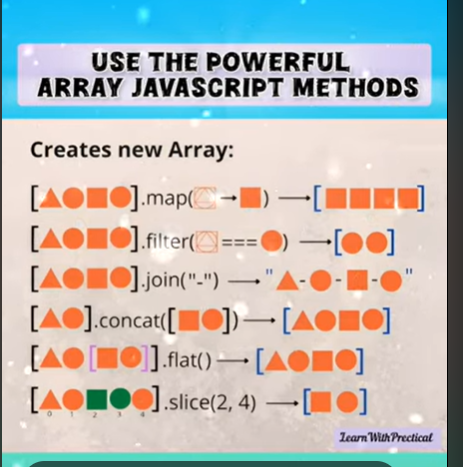 USE THE POWERFUL
ARRAY JAVASCRIPT METHODS
Creates new Array:
[ ].map( → ) → [ ]
[ ].filter( === ) → [ ]
[ ].join("-") → " - - - "
[ ].concat([ ]) → [ ]
[ [ ]].flat() → [ ]
[ ].slice(2, 4) → [ ]
0 1 2 3 4
LearnWithPrectical